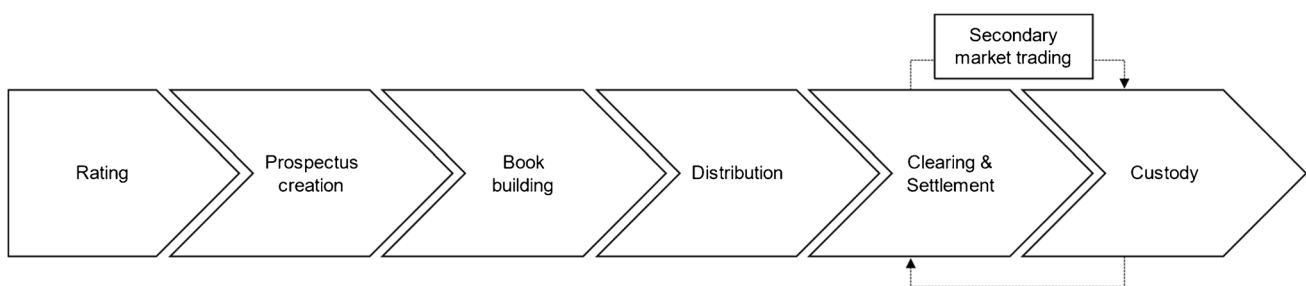 Secondary
market trading
Rating
Prospectus
creation
Book
building
Distribution
Clearing &
Settlement
Custody